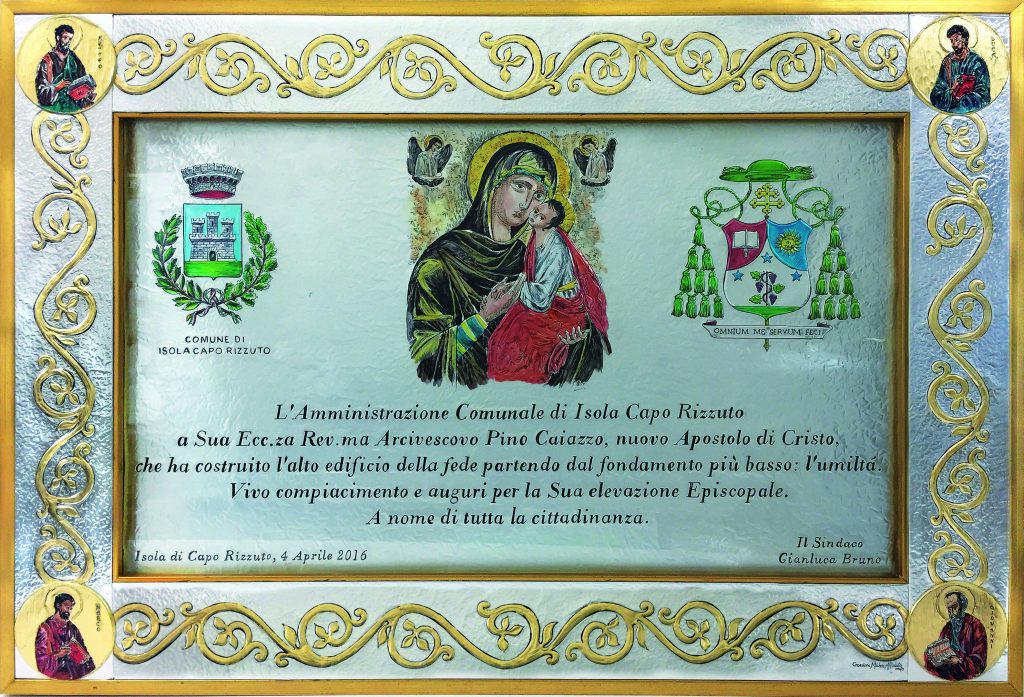 COMUNE DI
ISOLA CAPO RIZZUTO
OMNIUM ME SERVUM FECI
L'Amministrazione Comunale di Isola Capo Rizzuto
a Sua Ecc.za Rev.ma Arcivescovo Pino Caiazzo, nuovo Apostolo di Cristo,
che ha costruito l'alto edificio della fede partendo dal fondamento più basso: l'umiltá.
Vivo compiacimento e auguri per la Sua elevazione Episcopale.
A nome di tutta la cittadinanza.
Isola di Capo Rizzuto, 4 Aprile 2016
Il Sindaco
Gianluca Bruno
MARCO
GIOVANNI